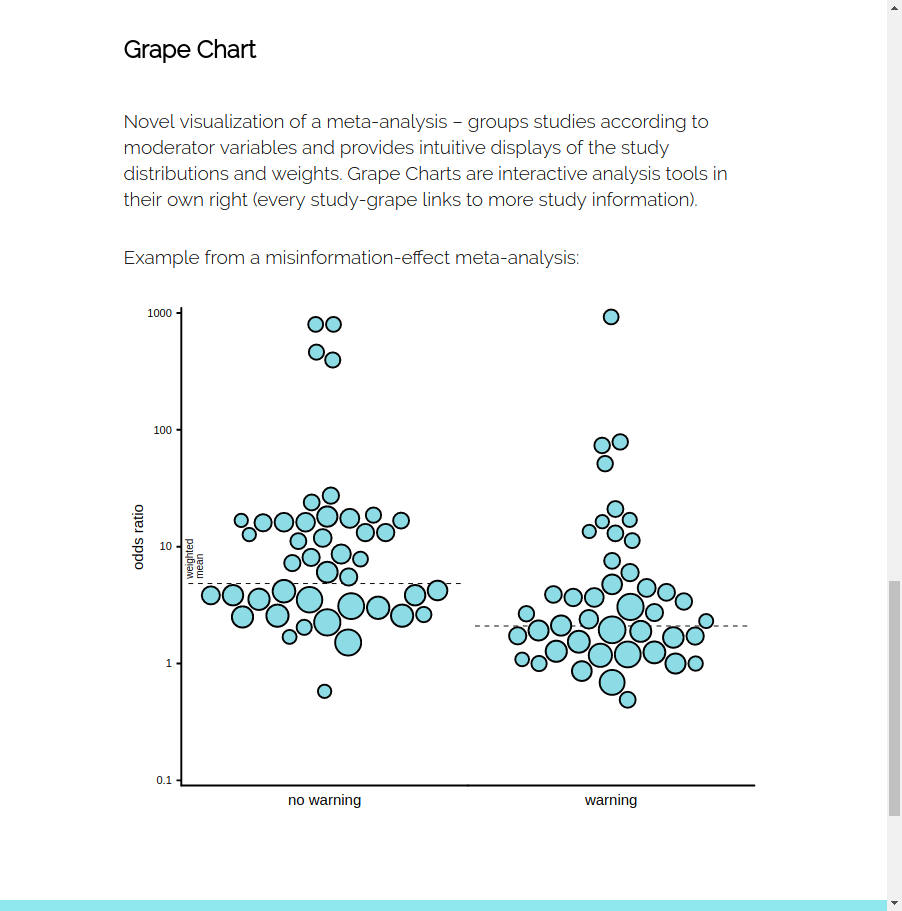 Grape Chart
Novel visualization of a meta-analysis – groups studies according to
moderator variables and provides intuitive displays of the study
distributions and weights. Grape Charts are interactive analysis tools in
their own right (every study-grape links to more study information).
Example from a misinformation-effect meta-analysis:
1000
100
10
1
0.1
odds ratio
weighted
mean
no warning
warning